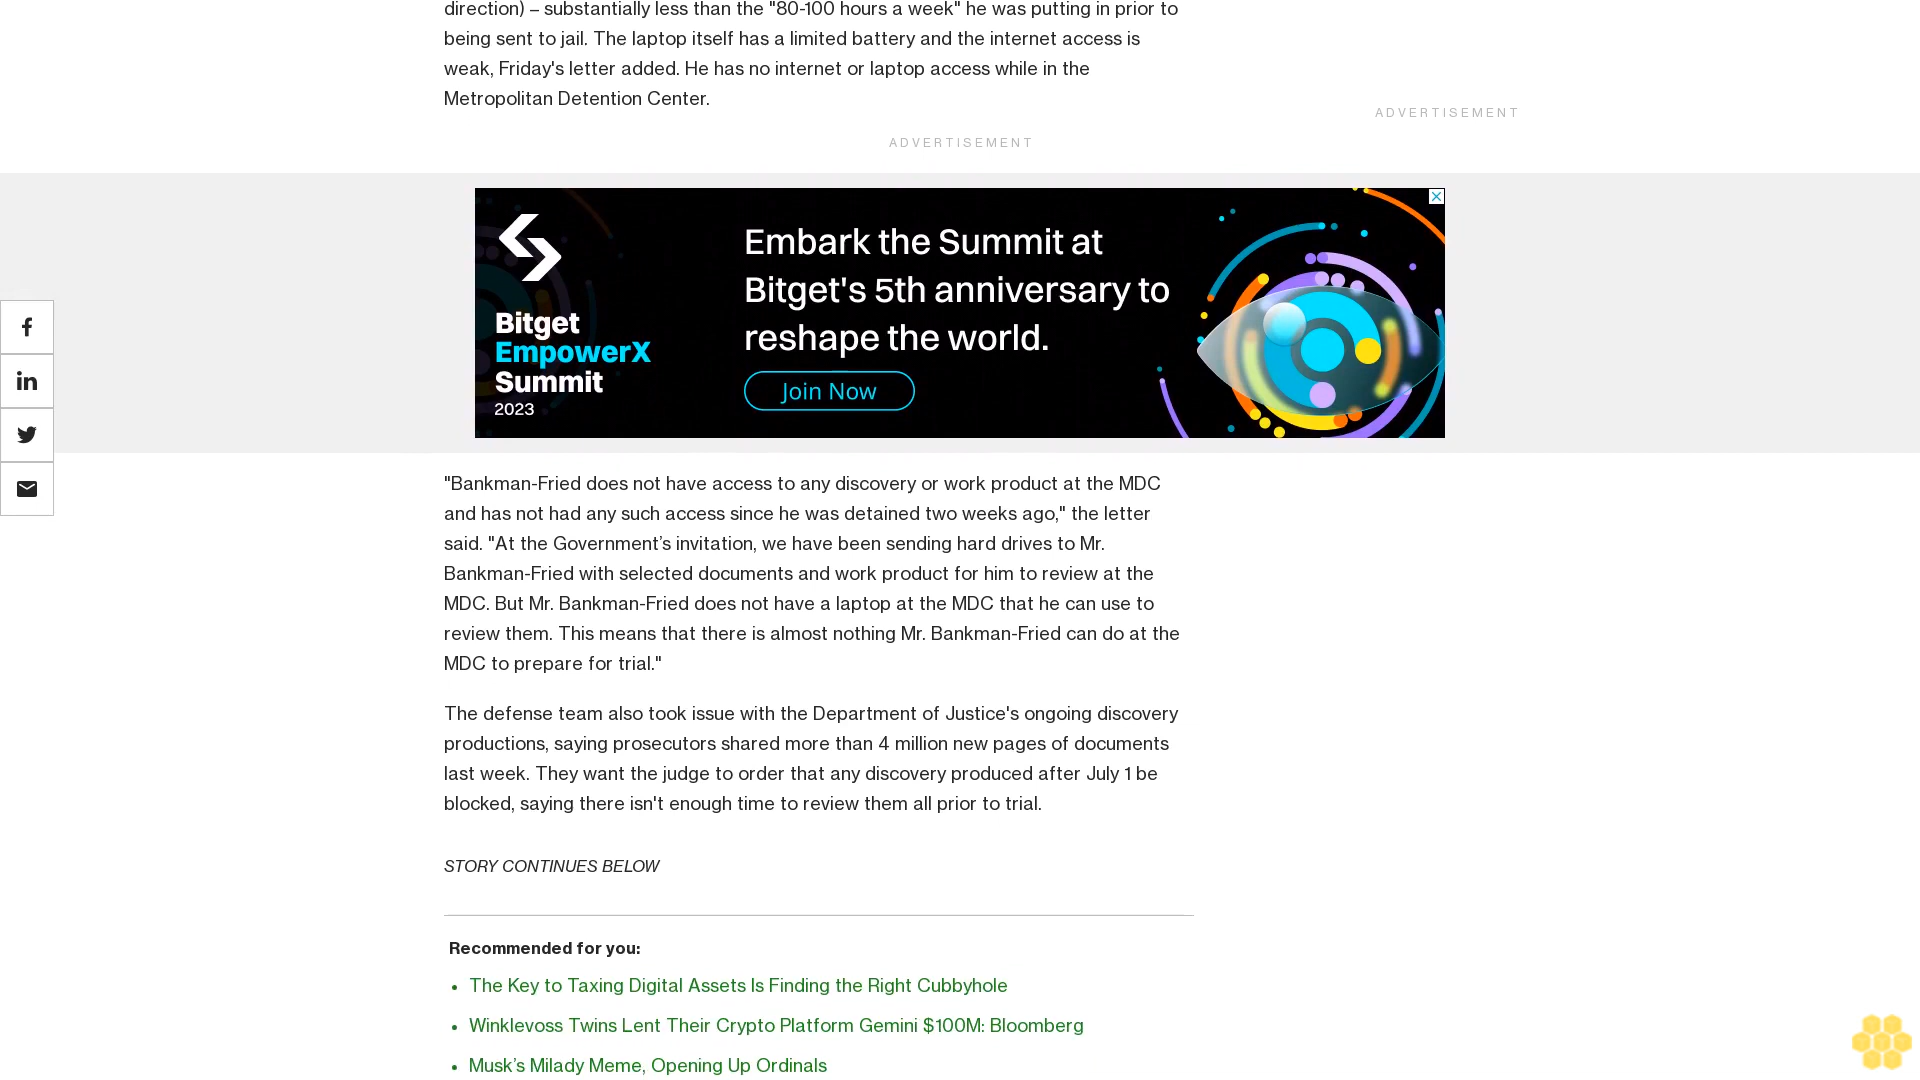 direction) – substantially less than the "80-100 hours a week" he was putting in prior to
being sent to jail. The laptop itself has a limited battery and the internet access is
weak, Friday's letter added. He has no internet or laptop access while in the
Metropolitan Detention Center.
ADVERTISEMENT
ADVERTISEMENT
Bitget
EmpowerX
Summit
2023
Embark the Summit at
Bitget's 5th anniversary to
reshape the world.
Join Now
"Bankman-Fried does not have access to any discovery or work product at the MDC
and has not had any such access since he was detained two weeks ago," the letter
said. "At the Government’s invitation, we have been sending hard drives to Mr.
Bankman-Fried with selected documents and work product for him to review at the
MDC. But Mr. Bankman-Fried does not have a laptop at the MDC that he can use to
review them. This means that there is almost nothing Mr. Bankman-Fried can do at the
MDC to prepare for trial."
The defense team also took issue with the Department of Justice's ongoing discovery
productions, saying prosecutors shared more than 4 million new pages of documents
last week. They want the judge to order that any discovery produced after July 1 be
blocked, saying there isn't enough time to review them all prior to trial.
STORY CONTINUES BELOW
Recommended for you:
The Key to Taxing Digital Assets Is Finding the Right Cubbyhole
Winklevoss Twins Lent Their Crypto Platform Gemini $100M: Bloomberg
Musk’s Milady Meme, Opening Up Ordinals